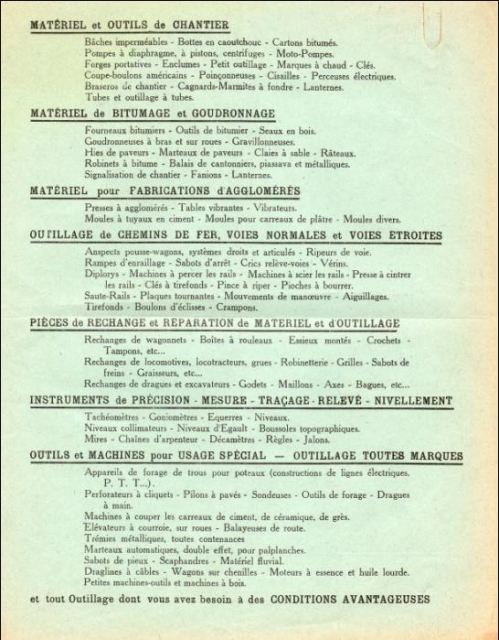 MATÉRIEL et OUTILS de CHANTIER
Bâches imperméables - Bottes en caoutchouc - Cartons bitumés.
Pompes à diaphragme, à pistons, centrifuges - Moto-Pompes.
Forges portatives - Enclumes - Petit outillage - Marques à chaud - Clés.
Coupe-boulons américains - Poinçonneuses - Cisailles - Perceuses électriques.
Braseros de chantier - Cagnards-Marmites à fondre - Lanternes.
Tubes et outillage à tubes.
MATÉRIEL de BITUMAGE et GOUDRONNAGE
Fourneaux bitumiers - Outils de bitumier - Seaux en bois.
Goudronneuses à bras et sur roues - Gravillonneuses.
Hies de paveurs - Marteaux de paveurs - Claies à sable - Râteaux.
Robinets à bitume - Balais de cantonniers, piassava et métalliques.
Signalisation de chantier - Fanions - Lanternes.
MATÉRIEL pour FABRICATIONS d'AGGLOMÉRÉS
Presses à agglomérés - Tables vibrantes - Vibrateurs.
Moules à tuyaux en ciment - Moules pour carreaux de plâtre - Moules divers.
OUTILLAGE de CHEMINS DE FER, VOIES NORMALES et VOIES ETROITES
Anspects pousse-wagons, systèmes droits et articulés - Ripeurs de voie.
Rampes d'enraillage - Sabots d'arrêt - Crics relève-voies - Vérins.
Diplorys - Machines à percer les rails - Machines à scier les rails - Presse à cintrer
les rails - Clés à tirefonds - Pince à riper - Pioches à bourrer.
Saute-Rails - Plaques tournantes - Mouvements de manœuvre - Aiguillages.
Tirefonds - Boulons d'éclisses - Crampons.
PIÈCES de RECHANGE et REPARATION de MATERIEL et d'OUTILLAGE
Rechanges de wagonnets - Boîtes à rouleaux - Essieux montés - Crochets -
Tampons, etc...
Rechanges de locomotives, locotracteurs, grues - Robinetterie - Grilles - Sabots de
freins - Graisseurs, etc...
Rechanges de dragues et excavateurs - Godets - Maillons - Axes - Bagues, etc...
INSTRUMENTS de PRÉCISION - MESURE - TRAÇAGE - RELEVÉ - NIVELLEMENT
Tachéomètres - Goniomètres - Equerres - Niveaux.
Niveaux collimateurs - Niveaux d'Egault - Boussoles topographiques.
Mires - Chaînes d'arpenteur - Décamètres - Règles - Jalons.
OUTILS et MACHINES pour USAGE SPÉCIAL — OUTILLAGE TOUTES MARQUES
Appareils de forage de trous pour poteaux (constructions de lignes électriques,
P. T. T...).
Perforateurs à cliquets - Pilons à pavés - Sondeuses - Outils de forage - Dragues
à main.
Machines à couper les carreaux de ciment, de céramique, de grès.
Elévateurs à courroie, sur roues - Balayeuses de route.
Trémies métalliques, toutes contenances
Marteaux automatiques, double effet, pour palplanches.
Sabots de pieux - Scaphandres - Matériel fluvial.
Draglines à câbles - Wagons sur chenilles - Moteurs à essence et huile lourde.
Petites machines-outils et machines à bois.
et tout Outillage dont vous avez besoin à des CONDITIONS AVANTAGEUSES